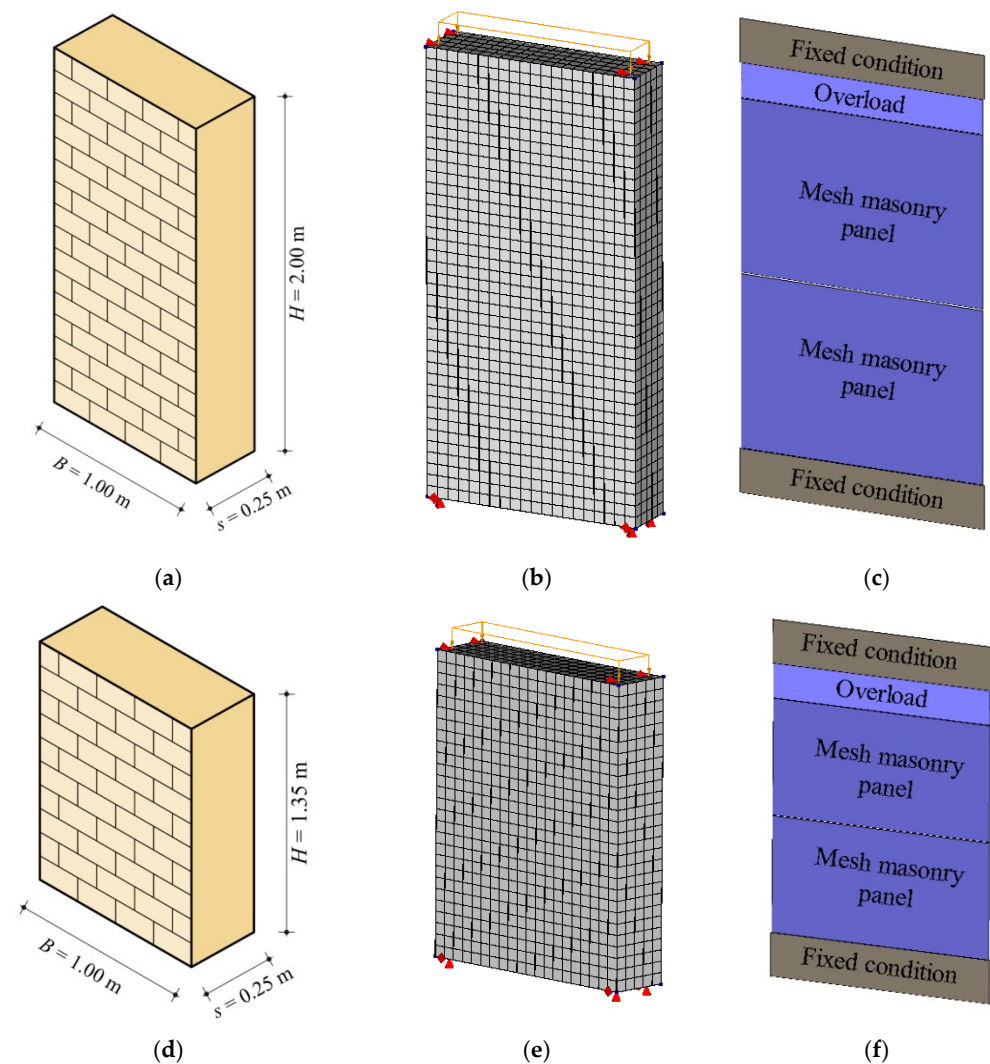 H = 2.00 m
B = 1.00 m
s = 0.25 m
Fixed condition
Overload
Mesh masonry
panel
Mesh masonry
panel
Fixed condition
(a)
(b)
(c)
H = 1.35 m
B = 1.00 m
s = 0.25 m
Fixed condition
Overload
Mesh masonry
panel
Mesh masonry
panel
Fixed condition
(d)
(e)
(f)